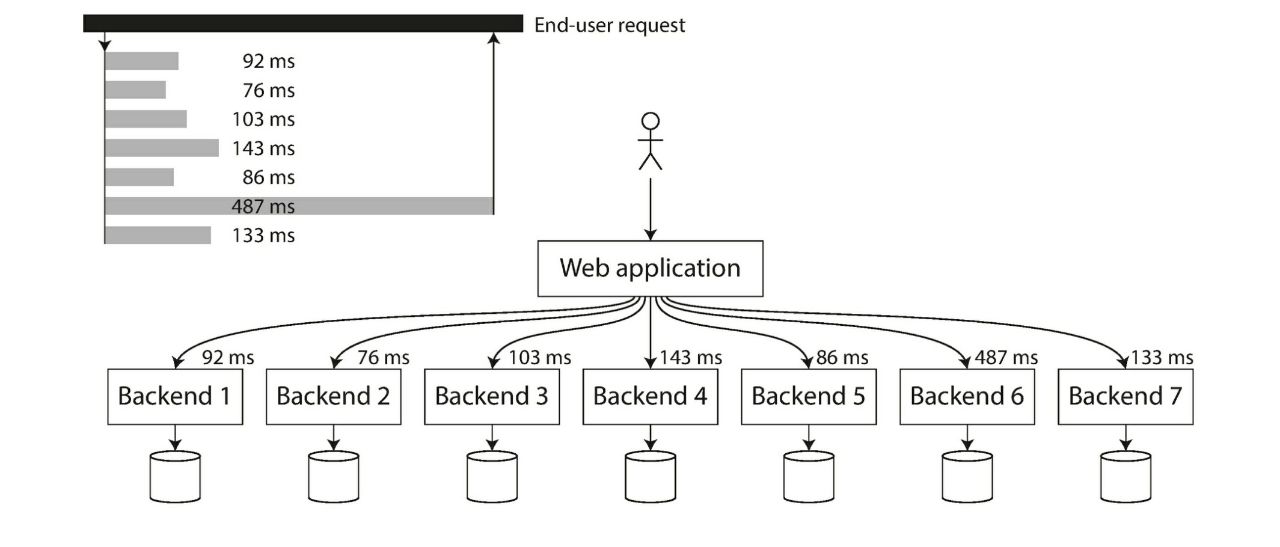 End-user request
92 ms
76 ms
103 ms
143 ms
86 ms
487 ms
133 ms
Web application
92 ms
76 ms
103 ms
143 ms
86 ms
487 ms
133 ms
Backend 1
Backend 2
Backend 3
Backend 4
Backend 5
Backend 6
Backend 7